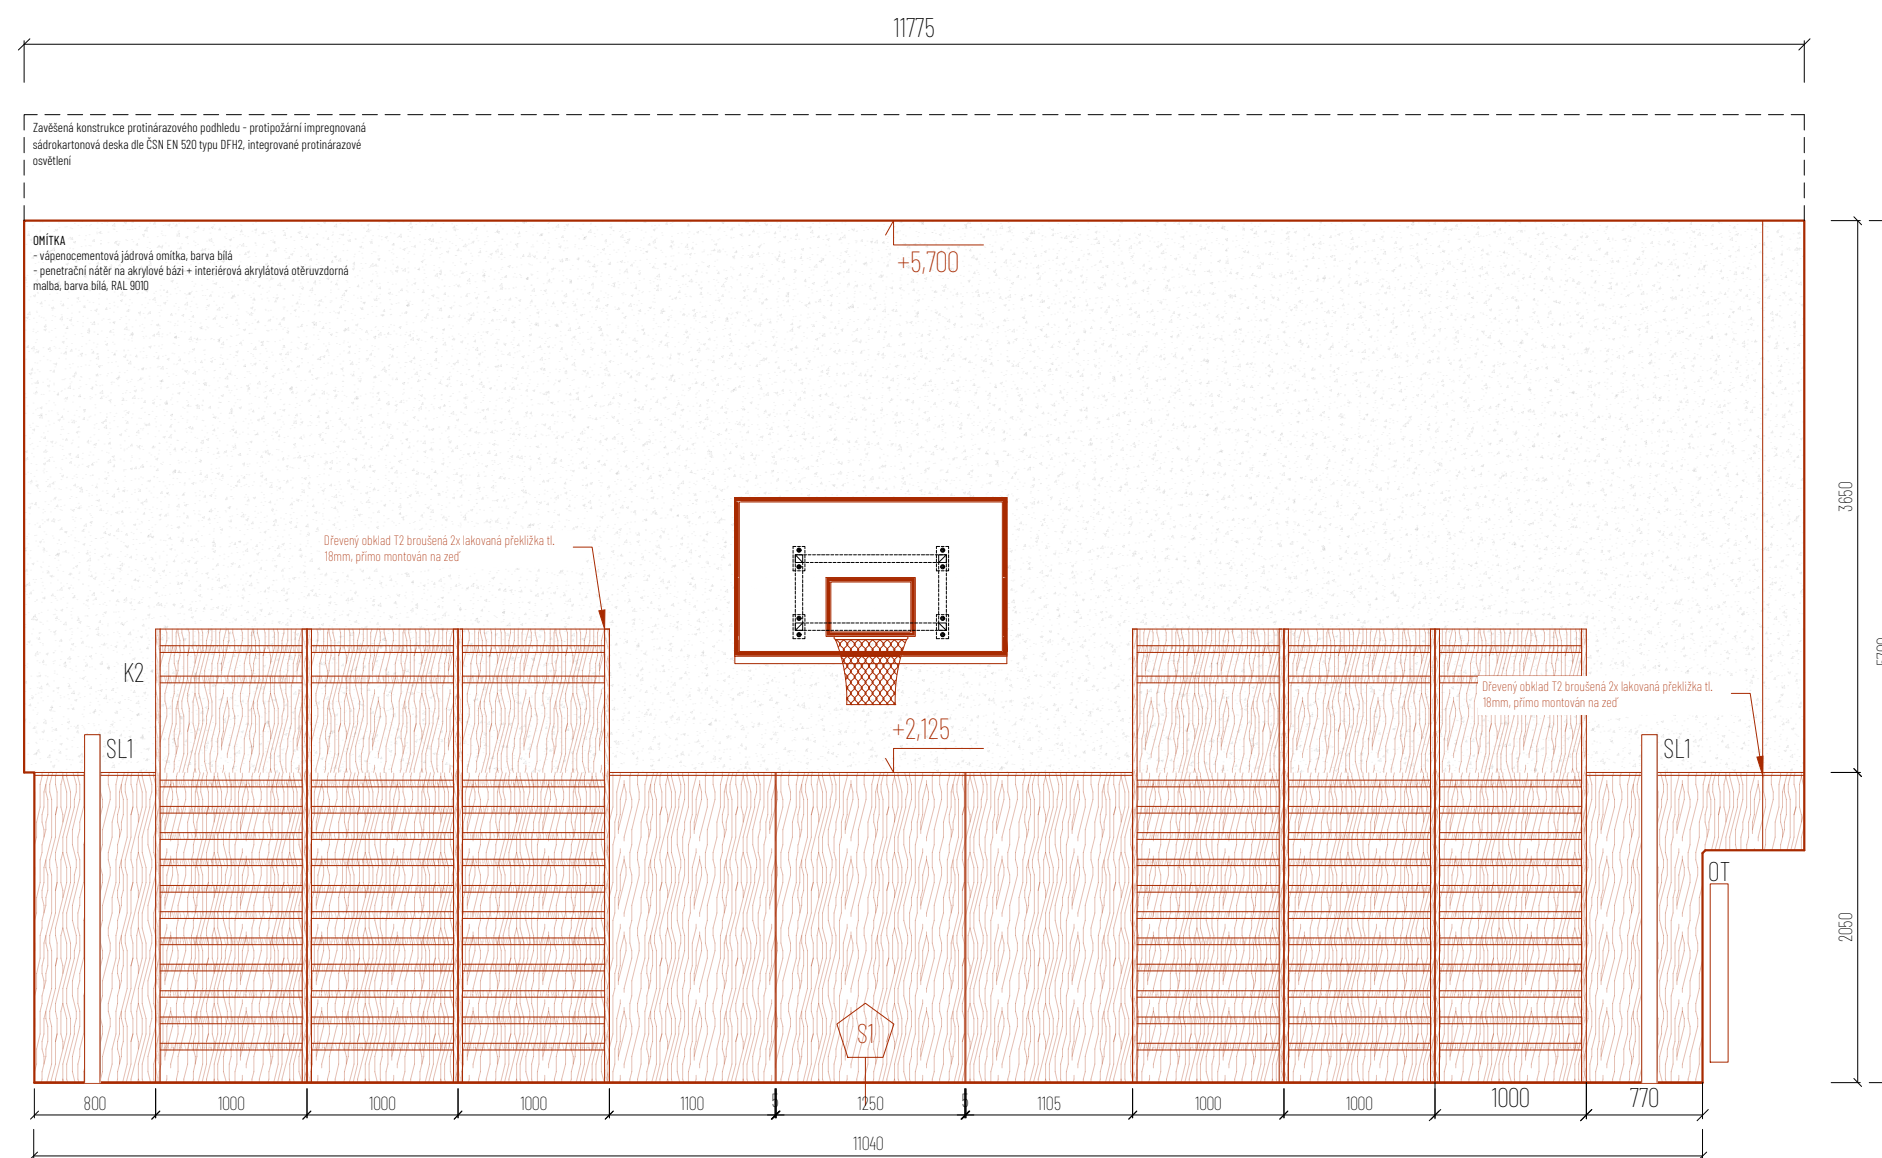 11775
Zavěšená konstrukce protinárazového podhledu - protipožární impregnovaná
sádrokartonová deska dle ČSN EN 520 typu DFH2, integrované protinárazové
osvětlení
OMÍTKA
- vápenocementová jádrová omítka, barva bílá
- penetrační nátěr na akrylové bázi + interiérová akrylátová otěruvzdorná
malba, barva bílá, RAL 9010
+5,700
3650
Dřevený obklad T2 broušená 2x lakovaná překližka tl.
18mm, přímo montován na zeď
K2
Dřevený obklad T2 broušená 2x lakovaná překližka tl.
18mm, přímo montován na zeď
+2,125
SL1
SL1
OT
2050
S1
800
1000
1000
1000
1100
5
1250
5
1105
1000
1000
1000
770
11040